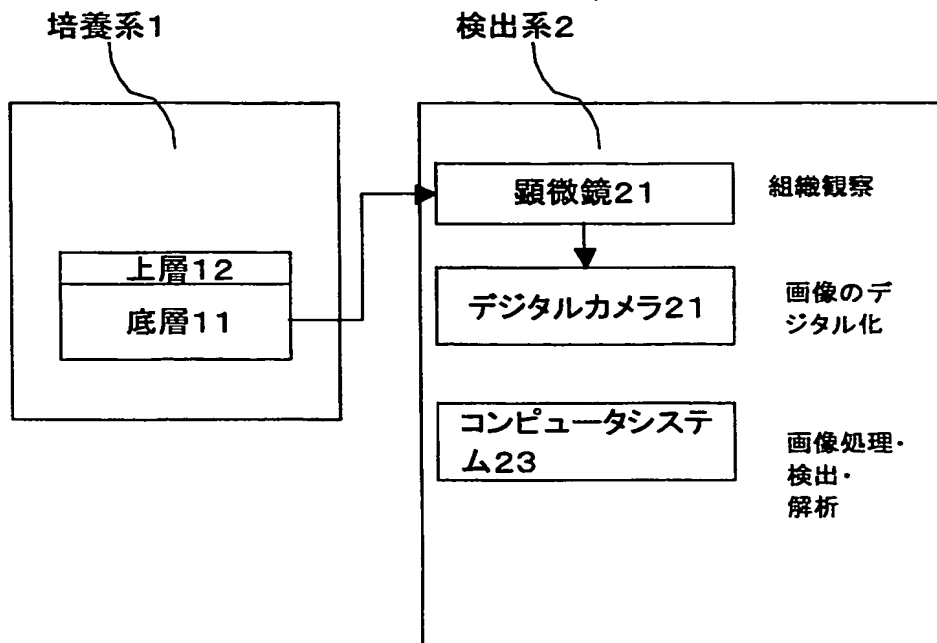 培養系1
検出系2
上層12
底層11
顕微鏡21
組織観察
デジタルカメラ21
画像のデ
ジタル化
コンピュータシステ
ム23
画像処理・
検出・
解析